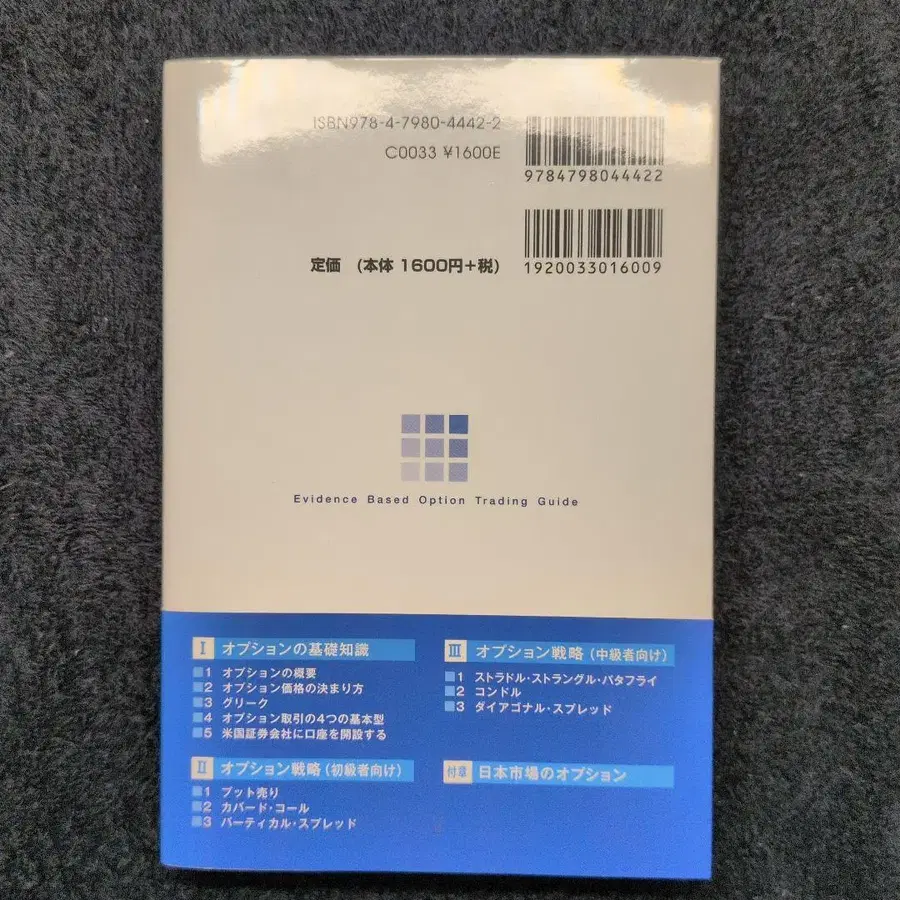 ISBN978-4-7980-4442-2
C0033 ¥1600E
9784798044422
定価 (本体 1600円+税)
1920033016009
Evidence Based Option Trading Guide
I オプションの基礎知識
1 オプションの概要
2 オプション価格の決まり方
3 グリーク
4 オプション取引の4つの基本型
5 米国証券会社に口座を開設する
II オプション戦略(初級者向け)
1 プット売り
2 カバード・コール
3 バーティカル・スプレッド
III オプション戦略(中級者向け)
1 ストラドル・ストラングル・バタフライ
2 コンドル
3 ダイアゴナル・スプレッド
付章 日本市場のオプション